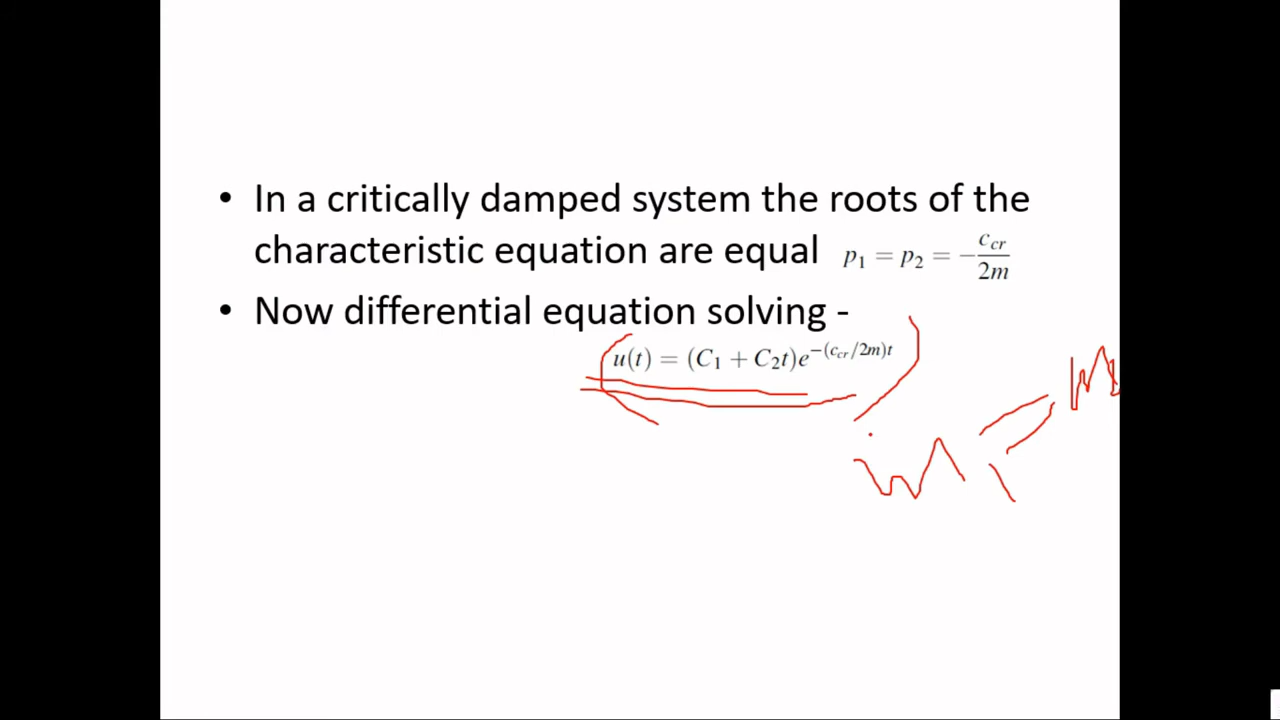 • In a critically damped system the roots of the
characteristic equation are equal p₁ = p₂ = −c_cr/2m
• Now differential equation solving -
u(t) = (C₁ + C₂t)e^−(c_cr/2m)t